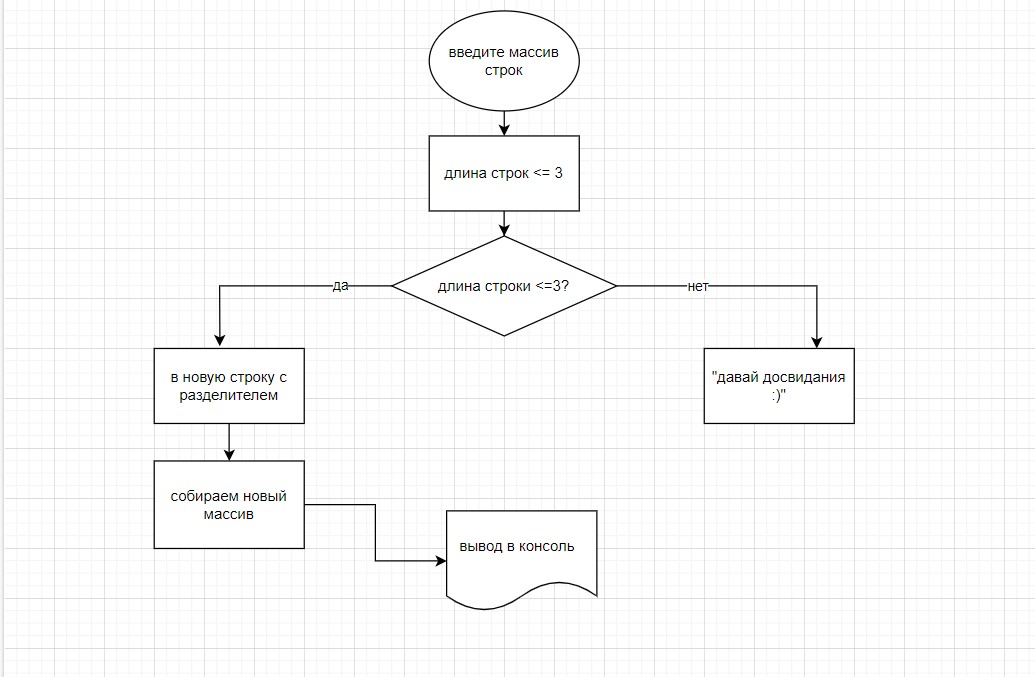 введите массив
строк
длина строк <= 3
длина строки <=3?
да
нет
в новую строку с
разделителем
"давай досвидания
:)"
собираем новый
массив
вывод в консоль